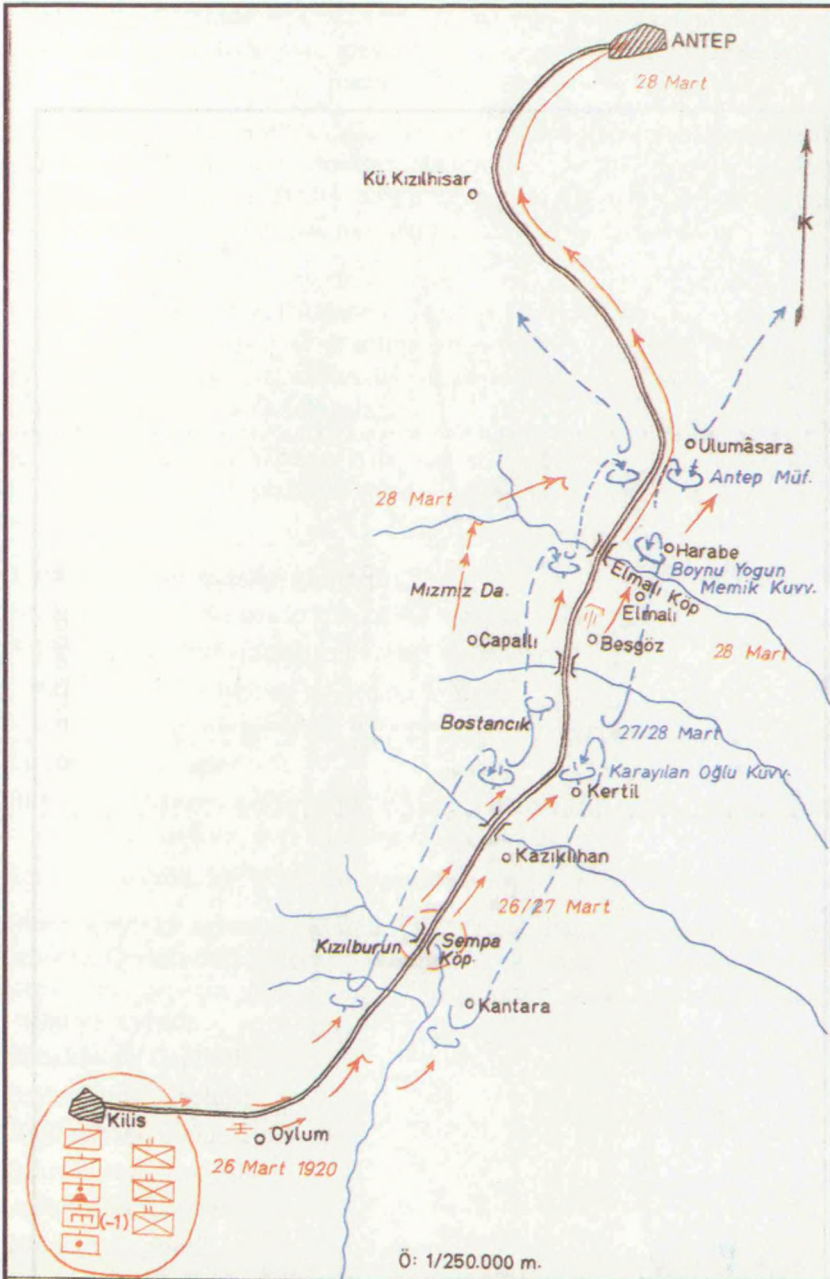 ANTEP
28 Mart
K
Kü. Kızılhisar
Ulumâsara
Antep Müf.
28 Mart
Harabe
Boynu Yogun
Memik Kuvv.
Elmalı Köp
Elmalı
Mızmız Da.
Çapallı
Beşgöz
28 Mart
Bostancık
27/28 Mart
Karayılan Oğlu Kuvv.
Kertil
Kazıklıhan
26/27 Mart
Kızılburun
Sempa
Köp.
Kantara
Kilis
Oylum
26 Mart 1920
(-1)
Ö: 1/250.000 m.